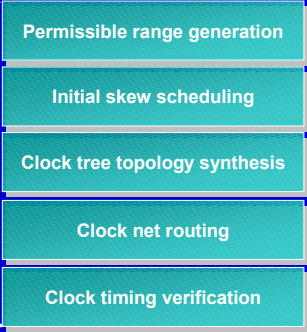 Permissible range generation
Initial skew scheduling
Clock tree topology synthesis
Clock net routing
Clock timing verification